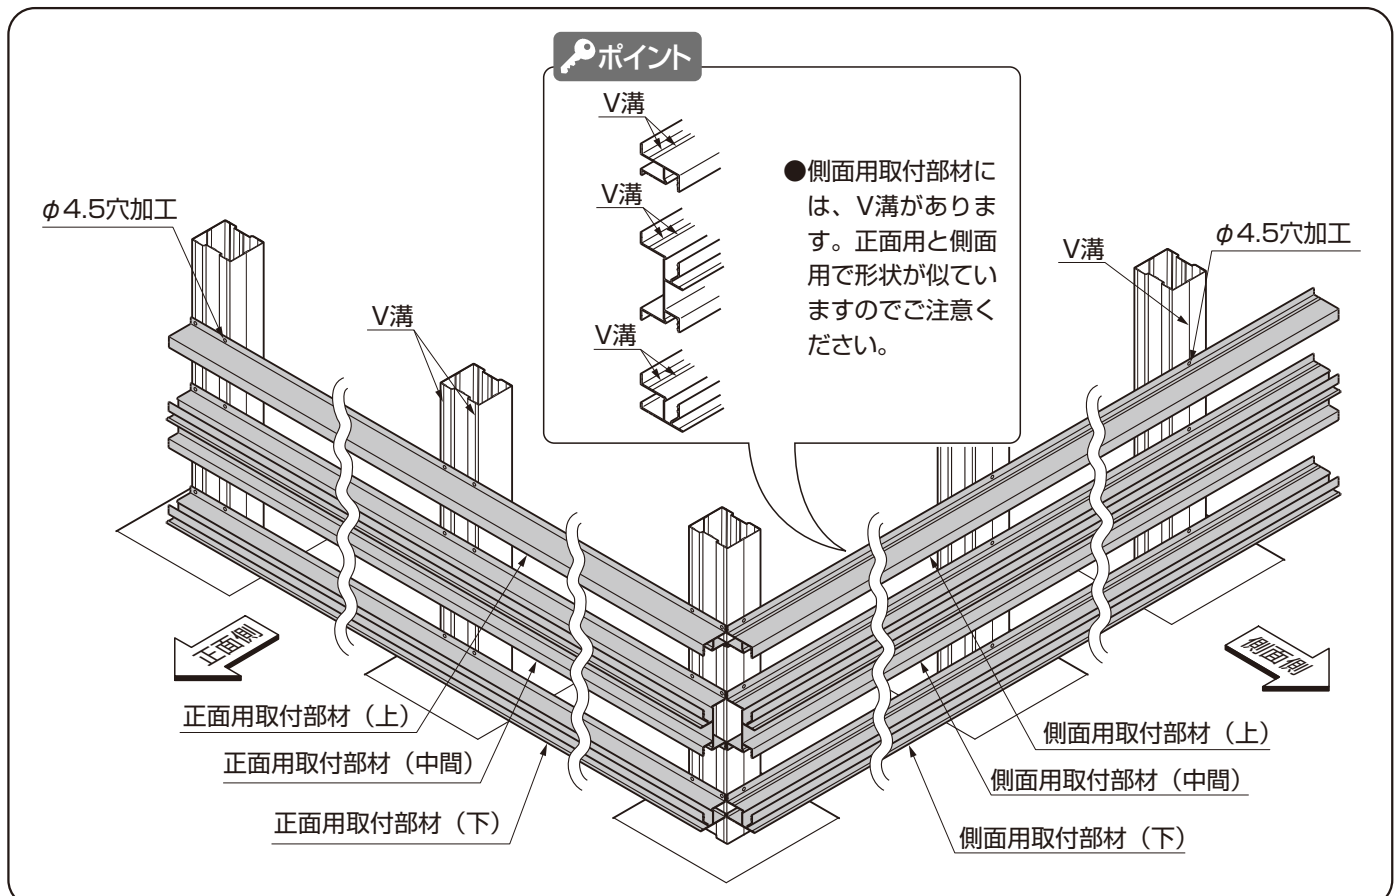 ポイント
V溝
V溝
V溝
●側面用取付部材に
は、V溝がありま
す。正面用と側面
用で形状が似てい
ますのでご注意く
ださい。
φ4.5穴加工
V溝
V溝
φ4.5穴加工
正面側
側面側
正面用取付部材（上）
正面用取付部材（中間）
正面用取付部材（下）
側面用取付部材（上）
側面用取付部材（中間）
側面用取付部材（下）